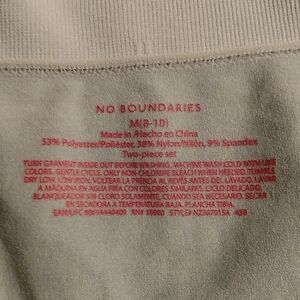 NO BOUNDARIES
M(8-10)
Made in /Hecho en China
53% Polyester/Poliéster, 38% Nylon/Nilón, 9% Spandex
Two-piece set
TURN GARMENT INSIDE OUT BEFORE WASHING. MACHINE WASH COLD WITH LIKE
COLORS. GENTLE CYCLE. ONLY NON-CHLORINE BLEACH WHEN NEEDED. TUMBLE
DRY LOW. LOW IRON. VOLTEAR LA PRENDA AL REVÉS ANTES DEL LAVADO. LAVAR
A MÁQUINA EN AGUA FRÍA CON COLORES SIMILARES. CICLO DELICADO.
BLANQUEADOR SIN CLORO SOLAMENTE, CUANDO SEA NECESARIO. SECAR
EN SECADORA A TEMPERATURA BAJA. PLANCHA TIBIA.
EAN/UFC RN# STYLE#